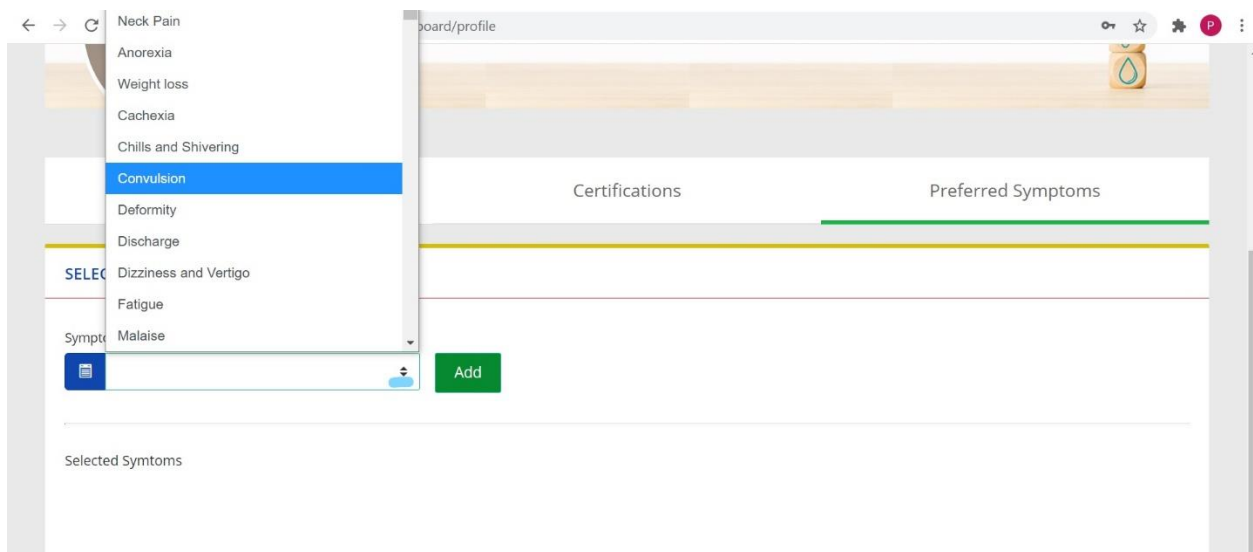 Neck Pain
board/profile
P
Anorexia
Weight loss
Cachexia
Chills and Shivering
Convulsion
Certifications
Preferred Symptoms
Deformity
Discharge
SELEC
Dizziness and Vertigo
Fatigue
Sympto
Malaise
Add
Selected Symtoms